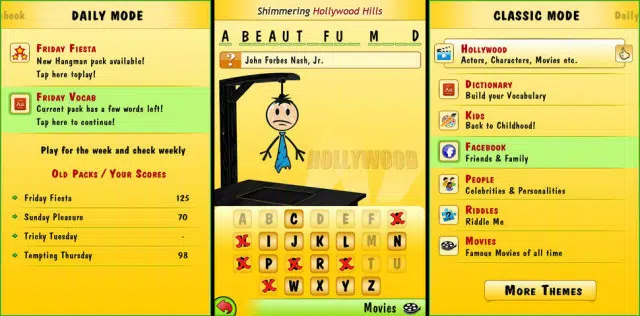 ebook
DAILY MODE
FRIDAY FIESTA
New Hangman pack available!
Tap here toplay!
FRIDAY VOCAB
Current pack has a few words left!
Tap here to continue!
Play for the week and check weekly
OLD PACKS / YOUR SCORES
Friday Fiesta 125
Sunday Pleasure 70
Tricky Tuesday -
Tempting Thursday 98
Shimmering Hollywood Hills
A BEAUT FU M D
? John Forbes Nash, Jr.
HOLLYWOOD
A B C D E F
I J K L M N
P R T U
W X Y Z
Movies
CLASSIC MODE
Daily
HOLLYWOOD
Actors, Characters, Movies etc.
Aa DICTIONARY
Build your Vocabulary
KIDS
Back to Childhood!
FACEBOOK
Friends & Family
PEOPLE
Celebrities & Personalities
RIDDLES
Riddle Me
MOVIES
Famous Movies of all time
MORE THEMES